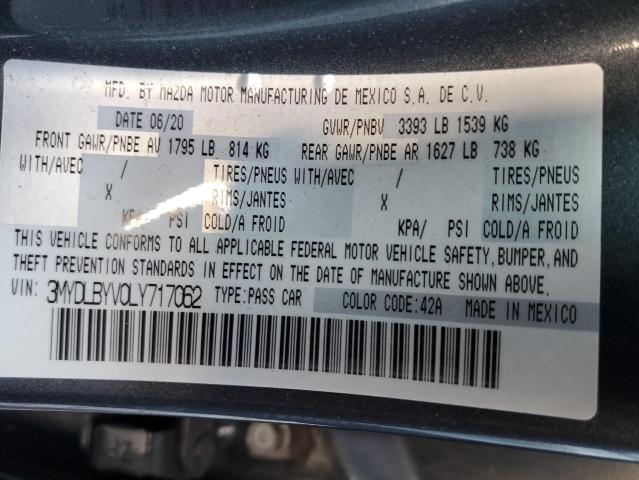 MFD. BY MAZDA MOTOR MANUFACTURING DE MEXICO S.A. DE C.V.
DATE 06/20 GVWR/PNBV 3393 LB 1539 KG
FRONT GAWR/PNBE AV 1795 LB 814 KG REAR GAWR/PNBE AR 1627 LB 738 KG
WITH/AVEC / TIRES/PNEUS WITH/AVEC / TIRES/PNEUS
X RIMS/JANTES X RIMS/JANTES
KPA/ PSI COLD/A FROID KPA/ PSI COLD/A FROID
THIS VEHICLE CONFORMS TO ALL APPLICABLE FEDERAL MOTOR VEHICLE SAFETY, BUMPER, AND
THEFT PREVENTION STANDARDS IN EFFECT ON THE DATE OF MANUFACTURE SHOWN ABOVE.
VIN: 3MYDLBYV0LY717062 TYPE:PASS CAR COLOR CODE:42A MADE IN MEXICO